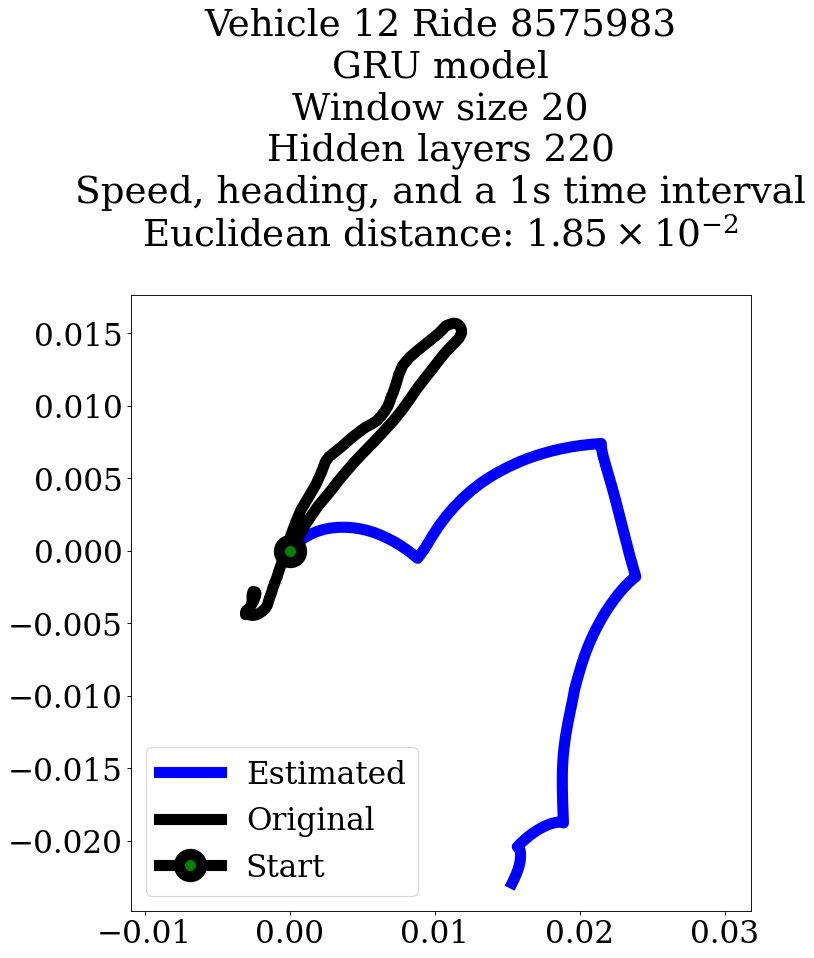 Vehicle 12 Ride 8575983
GRU model
Window size 20
Hidden layers 220
Speed, heading, and a 1s time interval
Euclidean distance: 1.85 × 10⁻²
0.015
0.010
0.005
0.000
−0.005
−0.010
−0.015
−0.020
Estimated
Original
Start
−0.01 0.00 0.01 0.02 0.03